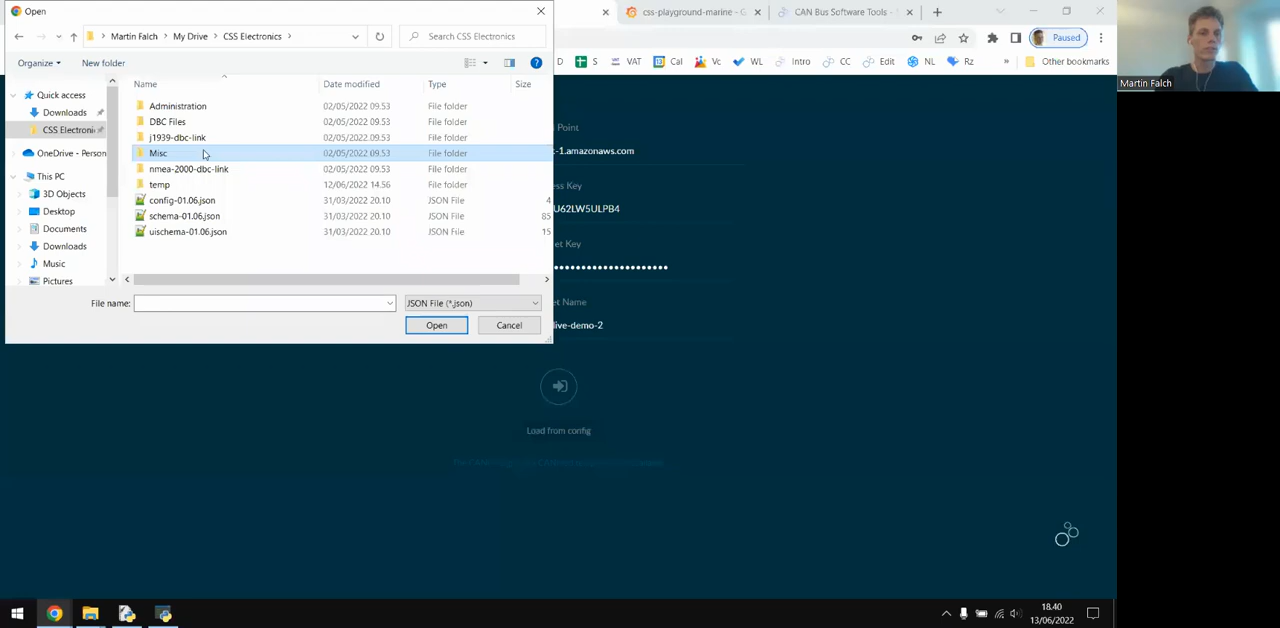 Open
css-playground-marine - G
CAN Bus Software Tools -
Martin Falch > My Drive > CSS Electronics >
Search CSS Electronics
Paused
Organize
New folder
D
S
VAT
Cal
Vc
WL
Intro
CC
Edit
NL
Rz
»
Other bookmarks
Name
Date modified
Type
Size
Martin Falch
Quick access
Downloads
CSS Electroni
OneDrive - Person
This PC
3D Objects
Desktop
Documents
Downloads
Music
Pictures
Administration 02/05/2022 09.53 File folder
DBC Files 02/05/2022 09.53 File folder
j1939-dbc-link 02/05/2022 09.53 File folder
Misc 02/05/2022 09.53 File folder
nmea-2000-dbc-link 02/05/2022 09.53 File folder
temp 12/06/2022 14.56 File folder
config-01.06.json 31/03/2022 20.10 JSON File 4
schema-01.06.json 31/03/2022 20.10 JSON File 85
uischema-01.06.json 31/03/2022 20.10 JSON File 15
File name:
JSON File (*.json)
Open
Cancel
Point
-1.amazonaws.com
ess Key
U62LW5ULPB4
et Key
et Name
live-demo-2
Load from config
18.40
13/06/2022